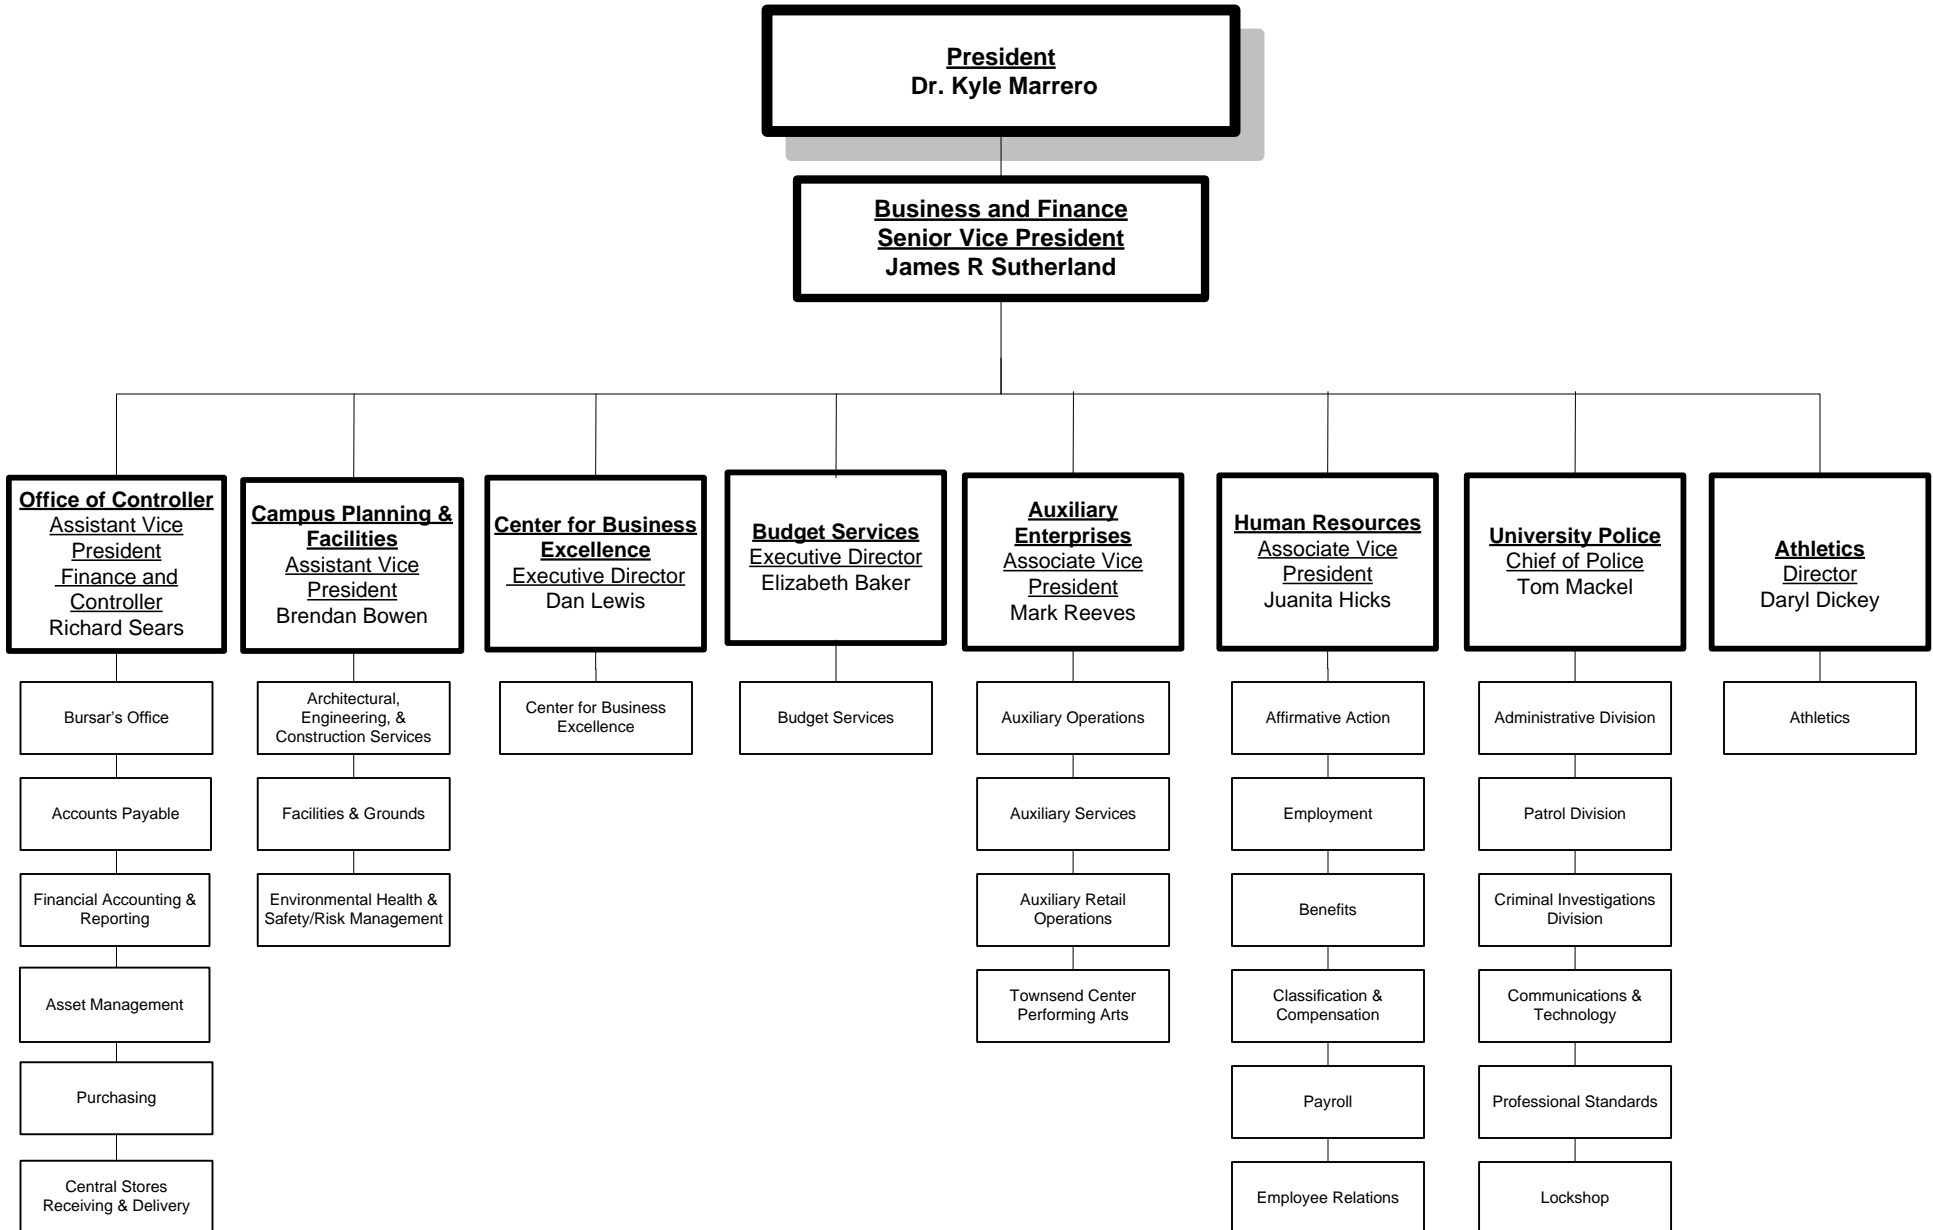 President
Dr. Kyle Marrero
Business and Finance
Senior Vice President
James R Sutherland
Office of Controller
Assistant Vice
President
Finance and
Controller
Richard Sears
Campus Planning &
Facilities
Assistant Vice
President
Brendan Bowen
Center for Business
Excellence
Executive Director
Dan Lewis
Budget Services
Executive Director
Elizabeth Baker
Auxiliary
Enterprises
Associate Vice
President
Mark Reeves
Human Resources
Associate Vice
President
Juanita Hicks
University Police
Chief of Police
Tom Mackel
Athletics
Director
Daryl Dickey
Bursar's Office
Accounts Payable
Financial Accounting &
Reporting
Asset Management
Purchasing
Central Stores
Receiving & Delivery
Architectural,
Engineering, &
Construction Services
Facilities & Grounds
Environmental Health &
Safety/Risk Management
Center for Business
Excellence
Budget Services
Auxiliary Operations
Auxiliary Services
Auxiliary Retail
Operations
Townsend Center
Performing Arts
Affirmative Action
Employment
Benefits
Classification &
Compensation
Payroll
Employee Relations
Administrative Division
Patrol Division
Criminal Investigations
Division
Communications &
Technology
Professional Standards
Lockshop
Athletics